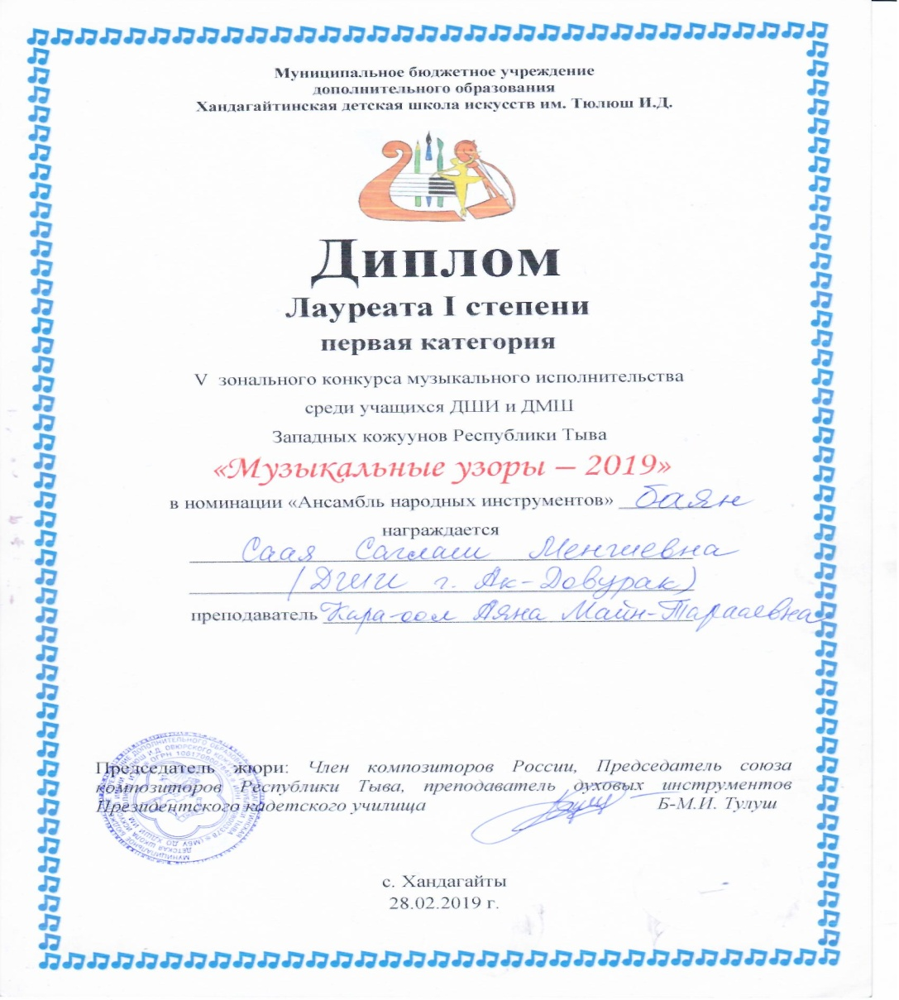 Муниципальное бюджетное учреждение
дополнительного образования
Хандагайтинская детская школа искусств им. Тюлюш И.Д.
Диплом
Лауреата I степени
первая категория
V зонального конкурса музыкального исполнительства
среди учащихся ДШИ и ДМШ
Западных кожуунов Республики Тыва
«Музыкальные узоры – 2019»
в номинации «Ансамбль народных инструментов» баян
награждается
Саая Саглаш Менгиевна
(ДШИ г. Ак-Довурак)
преподаватель Кара-оол Аяна Майн-Тарааевна
Председатель жюри: Член композиторов России, Председатель союза
композиторов Республики Тыва, преподаватель духовых инструментов
Президентского кадетского училища Б-М.И. Тулуш
с. Хандагайты
28.02.2019 г.